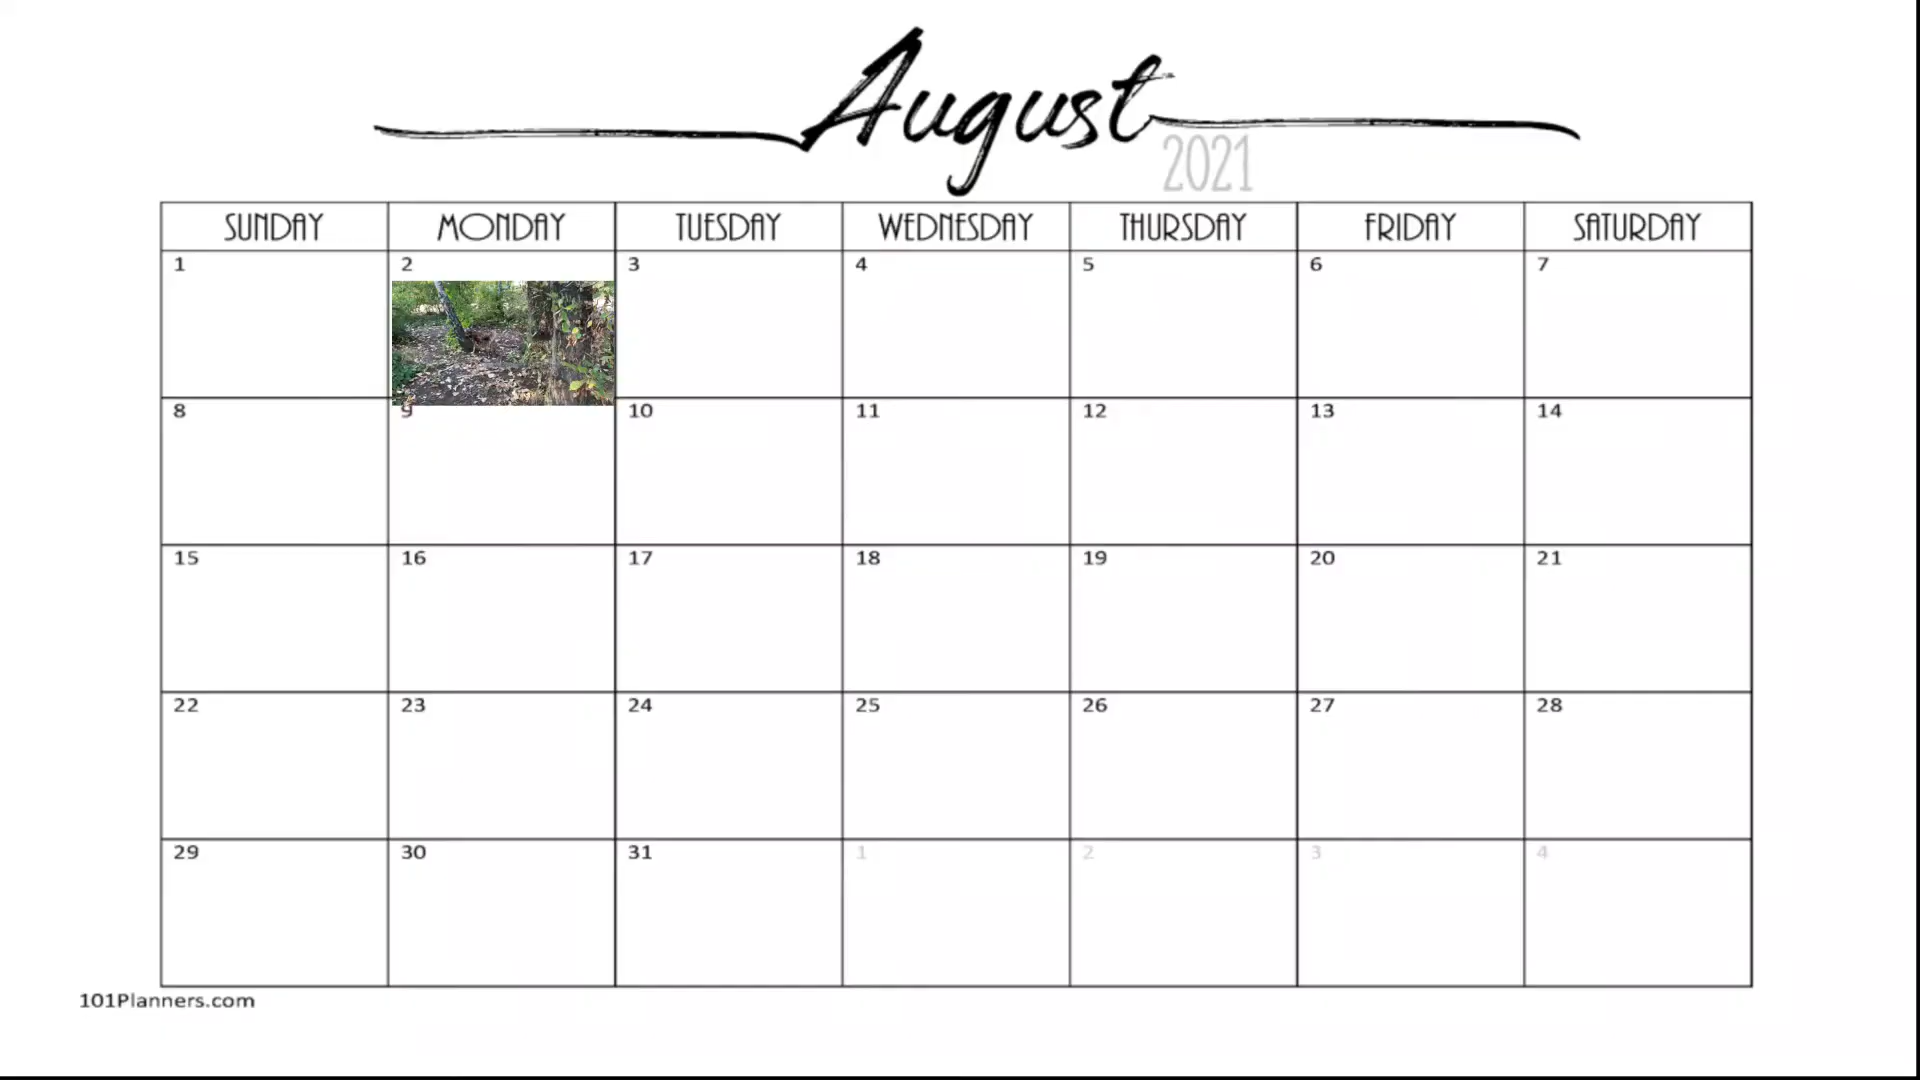 August
2021
SUNDAY MONDAY TUESDAY WEDNESDAY THURSDAY FRIDAY SATURDAY
1 2 3 4 5 6 7
8 9 10 11 12 13 14
15 16 17 18 19 20 21
22 23 24 25 26 27 28
29 30 31 1 2 3 4
101Planners.com